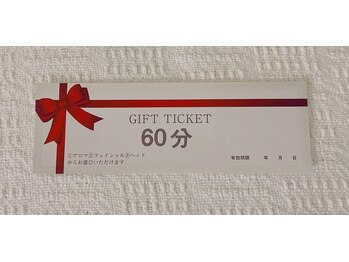 GIFT TICKET
60分
①アロマ②フェイシャル③ヘッド
からお選びいただけます。
有効期限 年 月 日